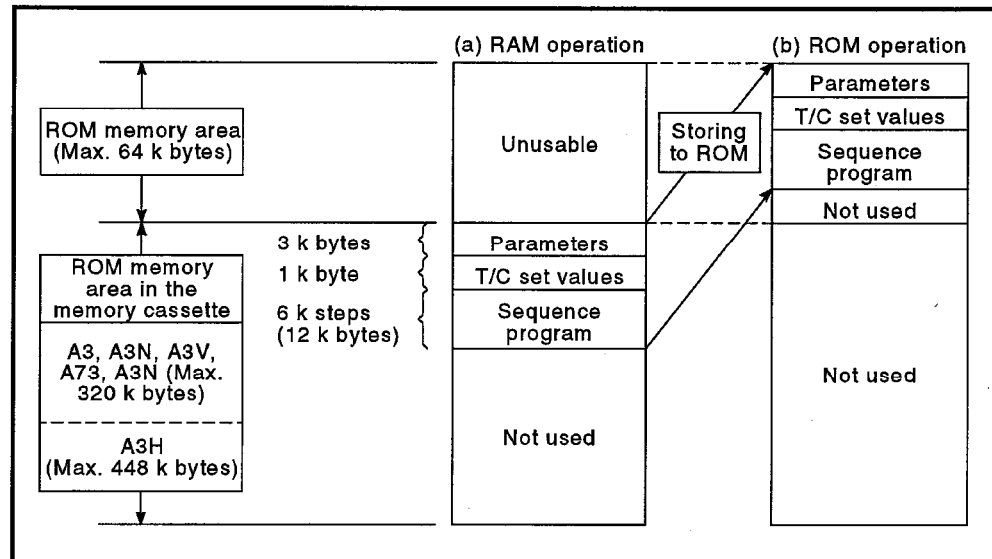 (a) RAM operation
(b) ROM operation
ROM memory area
(Max. 64 k bytes)
ROM memory
area in the
memory cassette
A3, A3N, A3V,
A73, A3N (Max.
320 k bytes)
A3H
(Max. 448 k bytes)
3 k bytes
1 k byte
6 k steps
(12 k bytes)
Unusable
Parameters
T/C set values
Sequence
program
Not used
Storing
to ROM
Parameters
T/C set values
Sequence
program
Not used
Not used